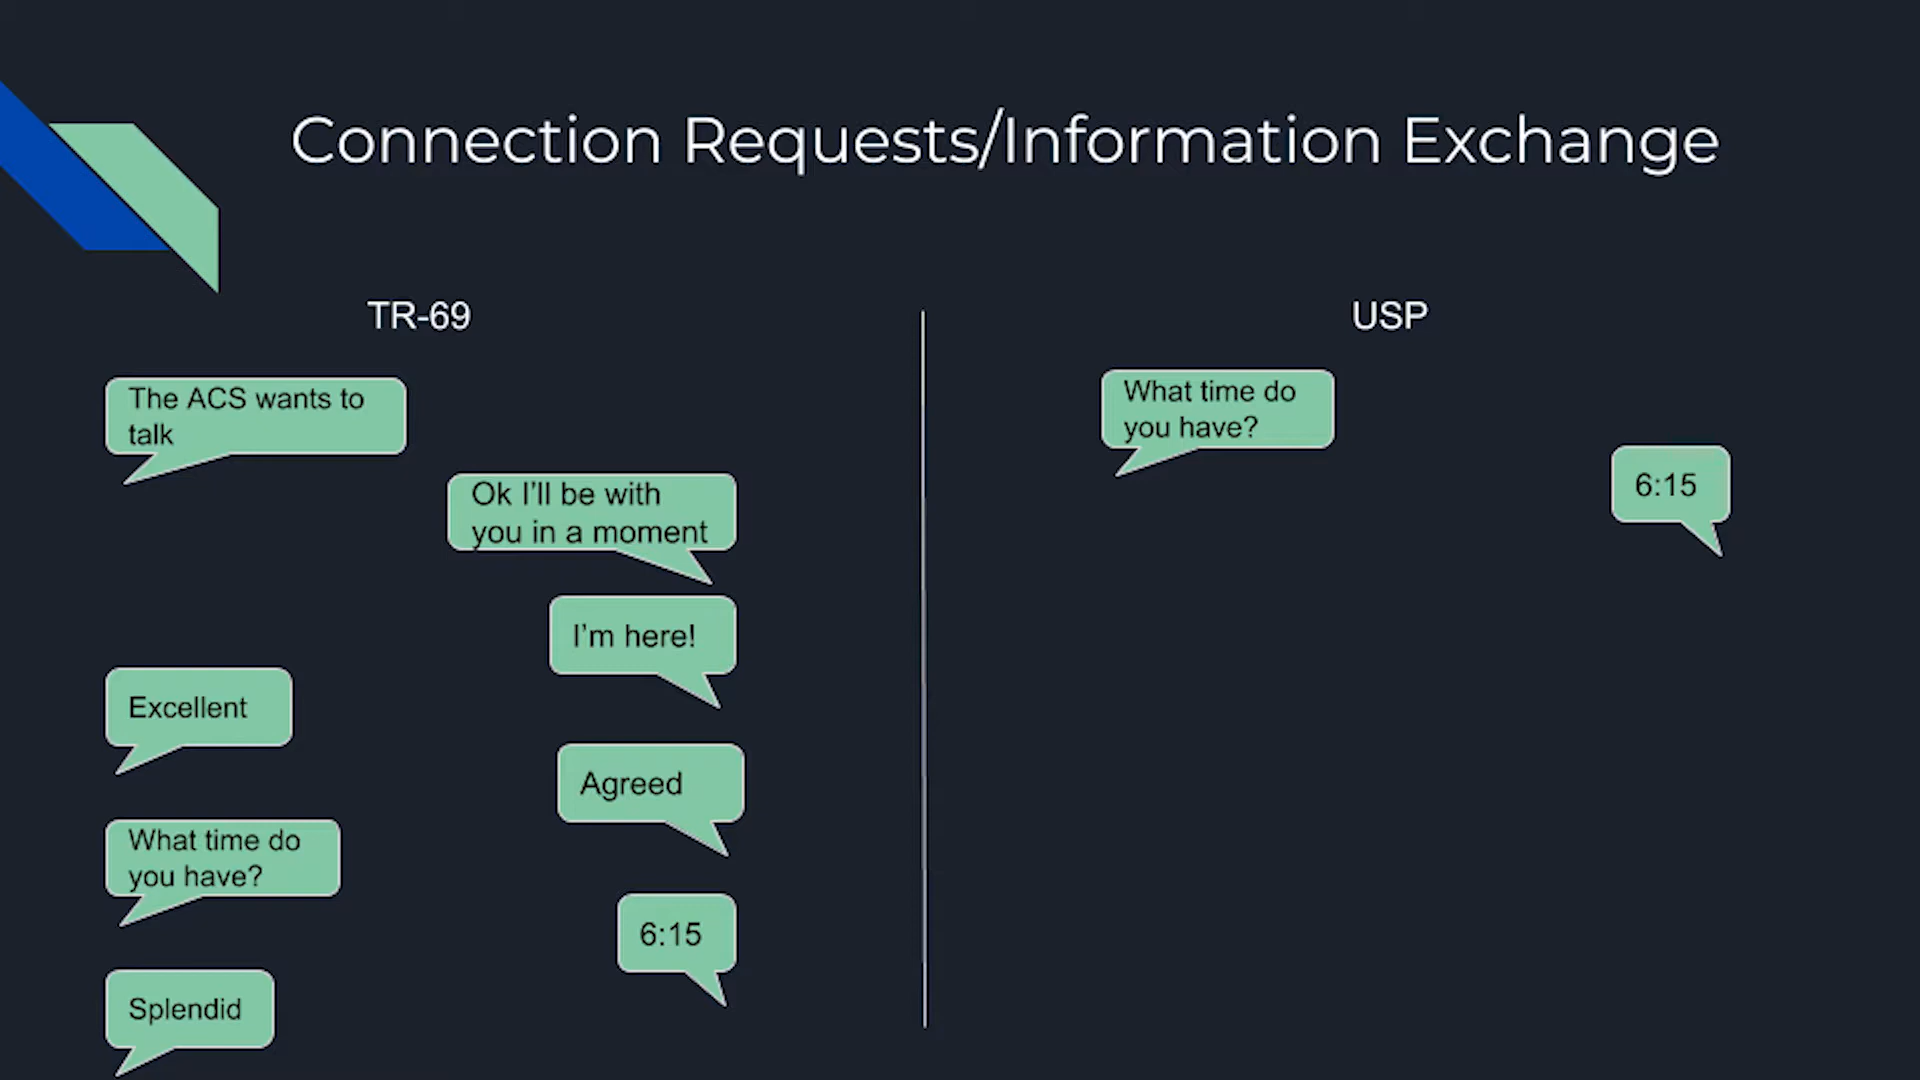 Connection Requests/Information Exchange
TR-69
The ACS wants to
talk
Ok I'll be with
you in a moment
I'm here!
Excellent
Agreed
What time do
you have?
6:15
Splendid
USP
What time do
you have?
6:15